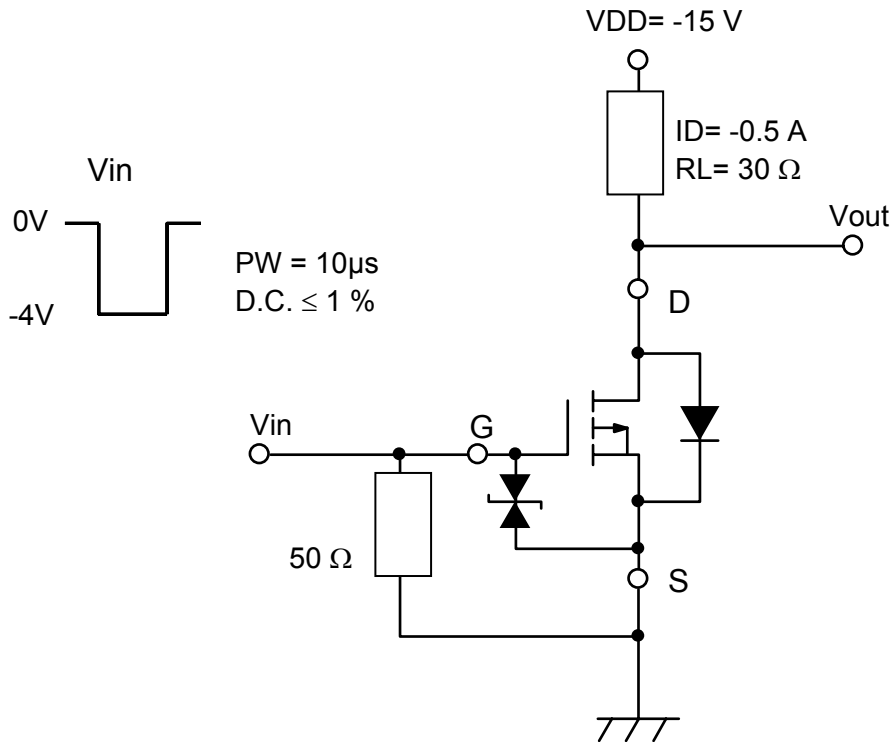 VDD= -15 V
ID= -0.5 A
RL= 30 Ω
Vin
Vout
0V
PW = 10µs
D.C. ≤ 1 %
-4V
D
Vin
G
50 Ω
S